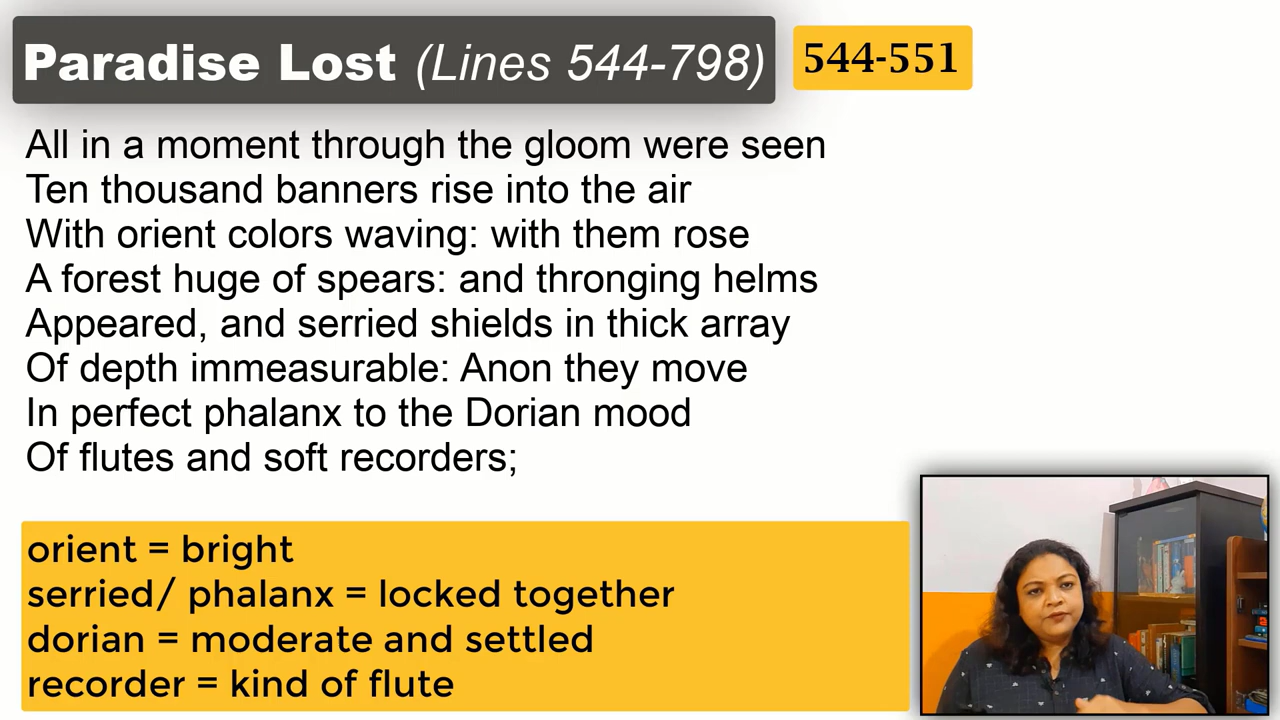 Paradise Lost (Lines 544-798)
544-551
All in a moment through the gloom were seen
Ten thousand banners rise into the air
With orient colors waving: with them rose
A forest huge of spears: and thronging helms
Appeared, and serried shields in thick array
Of depth immeasurable: Anon they move
In perfect phalanx to the Dorian mood
Of flutes and soft recorders;
orient = bright
serried/ phalanx = locked together
dorian = moderate and settled
recorder = kind of flute